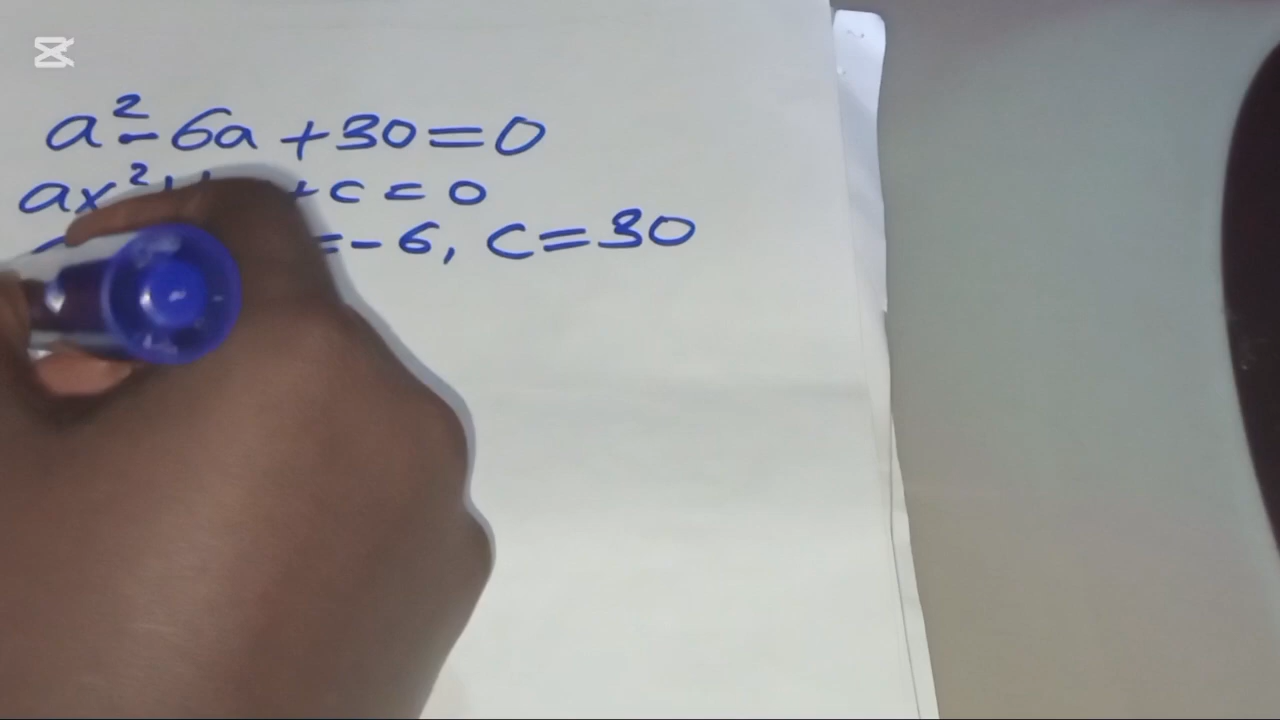 a²-6a+30=0
ax² + c = 0
=-6, c=30